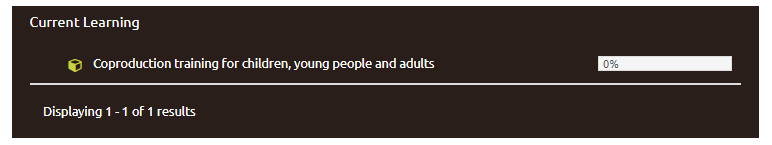 Current Learning
Coproduction training for children, young people and adults
0%
Displaying 1 - 1 of 1 results